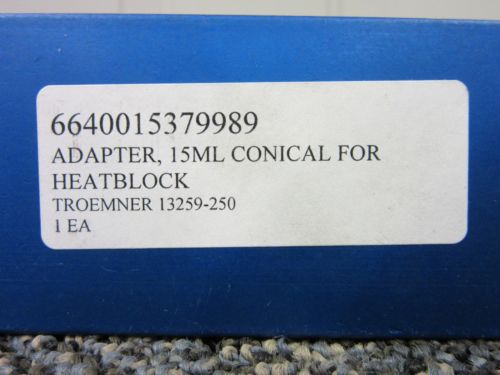 6640015379989
ADAPTER, 15ML CONICAL FOR
HEATBLOCK
TROEMNER 13259-250
1 EA